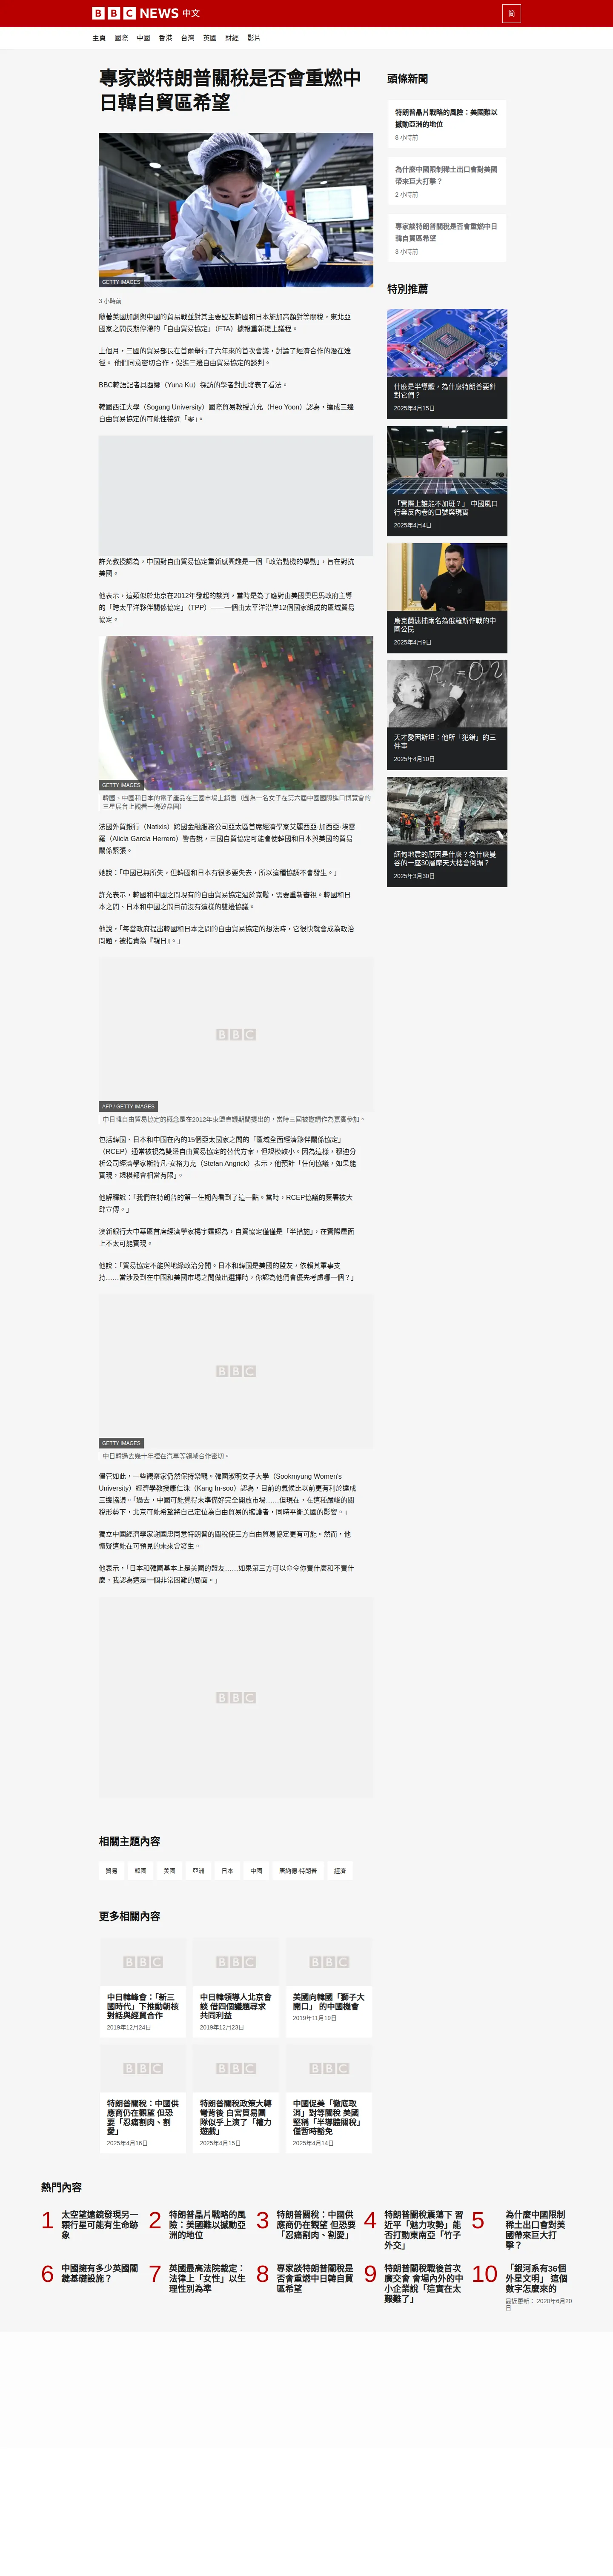 BBC NEWS 中文
简
主頁 國際 中國 香港 台灣 英國 財經 影片
專家談特朗普關稅是否會重燃中
日韓自貿區希望
GETTY IMAGES
3 小時前
隨著美國加劇與中國的貿易戰並對其主要盟友韓國和日本施加高額對等關稅，東北亞
國家之間長期停滯的「自由貿易協定」（FTA）據報重新提上議程。
上個月，三國的貿易部長在首爾舉行了六年來的首次會議，討論了經濟合作的潛在途
徑。 他們同意密切合作，促進三邊自由貿易協定的談判。
BBC韓語記者具酉娜（Yuna Ku）採訪的學者對此發表了看法。
韓國西江大學（Sogang University）國際貿易教授許允（Heo Yoon）認為，達成三邊
自由貿易協定的可能性接近「零」。
許允教授認為，中國對自由貿易協定重新感興趣是一個「政治動機的舉動」，旨在對抗
美國。
他表示，這類似於北京在2012年發起的談判，當時是為了應對由美國奧巴馬政府主導
的「跨太平洋夥伴關係協定」（TPP）——一個由太平洋沿岸12個國家組成的區域貿易
協定。
GETTY IMAGES
韓國、中國和日本的電子產品在三國市場上銷售（圖為一名女子在第六屆中國國際進口博覽會的
三星展台上觀看一塊矽晶圓）
法國外貿銀行（Natixis）跨國金融服務公司亞太區首席經濟學家艾麗西亞·加西亞·埃雷
羅（Alicia Garcia Herrero）警告說，三國自貿協定可能會使韓國和日本與美國的貿易
關係緊張。
她說：「中國已無所失，但韓國和日本有很多要失去，所以這種協調不會發生。」
許允表示，韓國和中國之間現有的自由貿易協定過於寬鬆，需要重新審視。韓國和日
本之間、日本和中國之間目前沒有這樣的雙邊協議。
他說，「每當政府提出韓國和日本之間的自由貿易協定的想法時，它很快就會成為政治
問題，被指責為『親日』。」
BBC
AFP / GETTY IMAGES
中日韓自由貿易協定的概念是在2012年東盟會議期間提出的，當時三國被邀請作為嘉賓參加。
包括韓國、日本和中國在內的15個亞太國家之間的「區域全面經濟夥伴關係協定」
（RCEP）通常被視為雙邊自由貿易協定的替代方案，但規模較小。因為這樣，穆迪分
析公司經濟學家斯特凡·安格力克（Stefan Angrick）表示，他預計「任何協議，如果能
實現，規模都會相當有限」。
他解釋說：「我們在特朗普的第一任期內看到了這一點。當時，RCEP協議的簽署被大
肆宣傳。」
澳新銀行大中華區首席經濟學家楊宇霆認為，自貿協定僅僅是「半措施」，在實際層面
上不太可能實現。
他說：「貿易協定不能與地緣政治分開。日本和韓國是美國的盟友，依賴其軍事支
持……當涉及到在中國和美國市場之間做出選擇時，你認為他們會優先考慮哪一個？」
BBC
GETTY IMAGES
中日韓過去幾十年裡在汽車等領域合作密切。
儘管如此，一些觀察家仍然保持樂觀。韓國淑明女子大學（Sookmyung Women's
University）經濟學教授康仁洙（Kang In-soo）認為，目前的氣候比以前更有利於達成
三邊協議。「過去，中國可能覺得未準備好完全開放市場……但現在，在這種嚴峻的關
稅形勢下，北京可能希望將自己定位為自由貿易的擁護者，同時平衡美國的影響。」
獨立中國經濟學家謝國忠同意特朗普的關稅使三方自由貿易協定更有可能。然而，他
懷疑這能在可預見的未來會發生。
他表示，「日本和韓國基本上是美國的盟友……如果第三方可以命令你賣什麼和不賣什
麼，我認為這是一個非常困難的局面。」
BBC
相關主題內容
貿易 韓國 美國 亞洲 日本 中國 唐納德·特朗普 經濟
更多相關內容
BBC BBC BBC
中日韓峰會：「新三
國時代」下推動朝核
對話與經貿合作
2019年12月24日
中日韓領導人北京會
談 借四個議題尋求
共同利益
2019年12月23日
美國向韓國「獅子大
開口」 的中國機會
2019年11月19日
BBC BBC BBC
特朗普關稅：中國供
應商仍在觀望 但恐
要「忍痛割肉、割
愛」
2025年4月16日
特朗普關稅政策大轉
彎背後 白宮貿易團
隊似乎上演了「權力
遊戲」
2025年4月15日
中國促美「徹底取
消」對等關稅 美國
堅稱「半導體關稅」
僅暫時豁免
2025年4月14日
頭條新聞
特朗普晶片戰略的風險：美國難以
撼動亞洲的地位
8 小時前
為什麼中國限制稀土出口會對美國
帶來巨大打擊？
2 小時前
專家談特朗普關稅是否會重燃中日
韓自貿區希望
3 小時前
特別推薦
什麼是半導體，為什麼特朗普要針
對它們？
2025年4月15日
「實際上誰能不加班？」 中國風口
行業反內卷的口號與現實
2025年4月4日
烏克蘭逮捕兩名為俄羅斯作戰的中
國公民
2025年4月9日
天才愛因斯坦：他所「犯錯」的三
件事
2025年4月10日
緬甸地震的原因是什麼？為什麼曼
谷的一座30層摩天大樓會倒塌？
2025年3月30日
熱門內容
1
太空望遠鏡發現另一
顆行星可能有生命跡
象
2
特朗普晶片戰略的風
險：美國難以撼動亞
洲的地位
3
特朗普關稅：中國供
應商仍在觀望 但恐要
「忍痛割肉、割愛」
4
特朗普關稅震蕩下 習
近平「魅力攻勢」能
否打動東南亞「竹子
外交」
5
為什麼中國限制
稀土出口會對美
國帶來巨大打
擊？
6
中國擁有多少英國關
鍵基礎設施？
7
英國最高法院裁定：
法律上「女性」以生
理性別為準
8
專家談特朗普關稅是
否會重燃中日韓自貿
區希望
9
特朗普關稅戰後首次
廣交會 會場內外的中
小企業說「這實在太
艱難了」
10
「銀河系有36個
外星文明」 這個
數字怎麼來的
最近更新： 2020年6月20
日